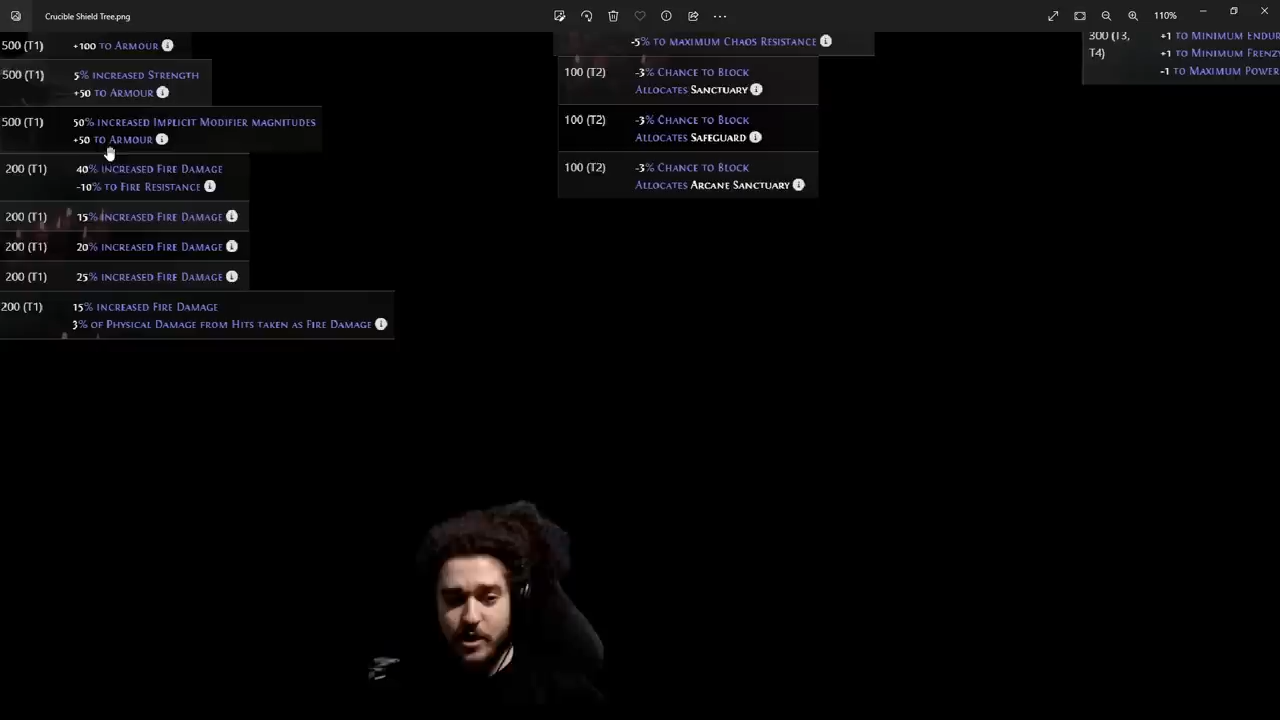 Crucible Shield Tree.png
110%
500 (T1) +100 to Armour
500 (T1) 5% increased Strength
+50 to Armour
500 (T1) 50% increased Implicit Modifier magnitudes
+50 to Armour
200 (T1) 40% increased Fire Damage
-10% to Fire Resistance
200 (T1) 15% increased Fire Damage
200 (T1) 20% increased Fire Damage
200 (T1) 25% increased Fire Damage
200 (T1) 15% increased Fire Damage
3% of Physical Damage from Hits taken as Fire Damage
-5% to maximum Chaos Resistance
100 (T2) -3% Chance to Block
Allocates Sanctuary
100 (T2) -3% Chance to Block
Allocates Safeguard
100 (T2) -3% Chance to Block
Allocates Arcane Sanctuary
300 (T3, T4) +1 to Minimum Endur
+1 to Minimum Frenz
-1 to Maximum Power